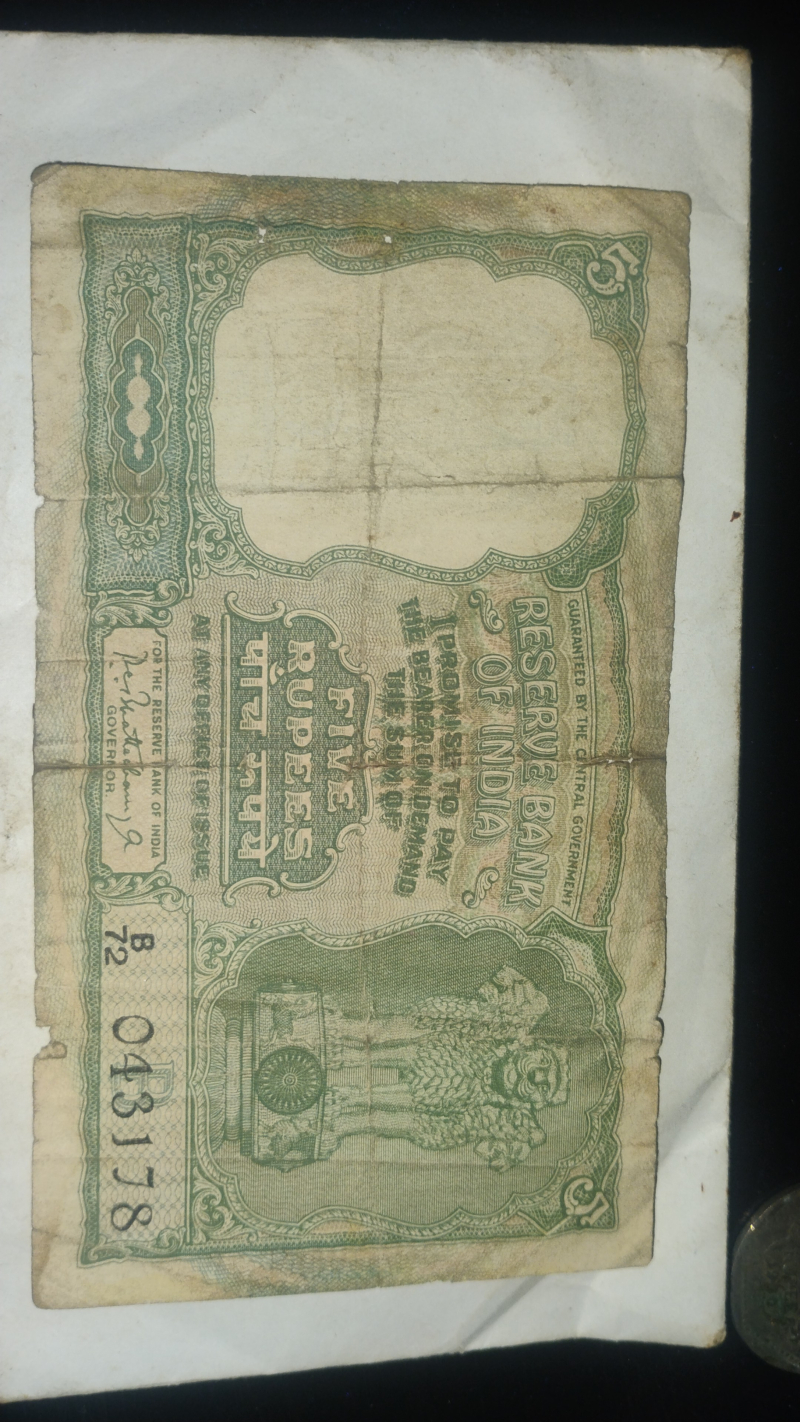 5
GUARANTEED BY THE CENTRAL GOVERNMENT
RESERVE BANK
OF INDIA
I PROMISE TO PAY
THE BEARER ON DEMAND
THE SUM OF
FIVE
RUPEES
पाँच रुपये
AT ANY OFFICE OF ISSUE
FOR THE RESERVE BANK OF INDIA
GOVERNOR
5
B
72 043178